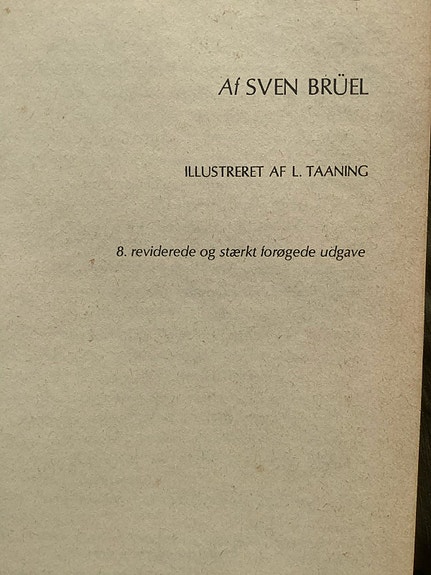 Af SVEN BRÜEL
ILLUSTRERET AF L. TAANING
8. reviderede og stærkt forøgede udgave